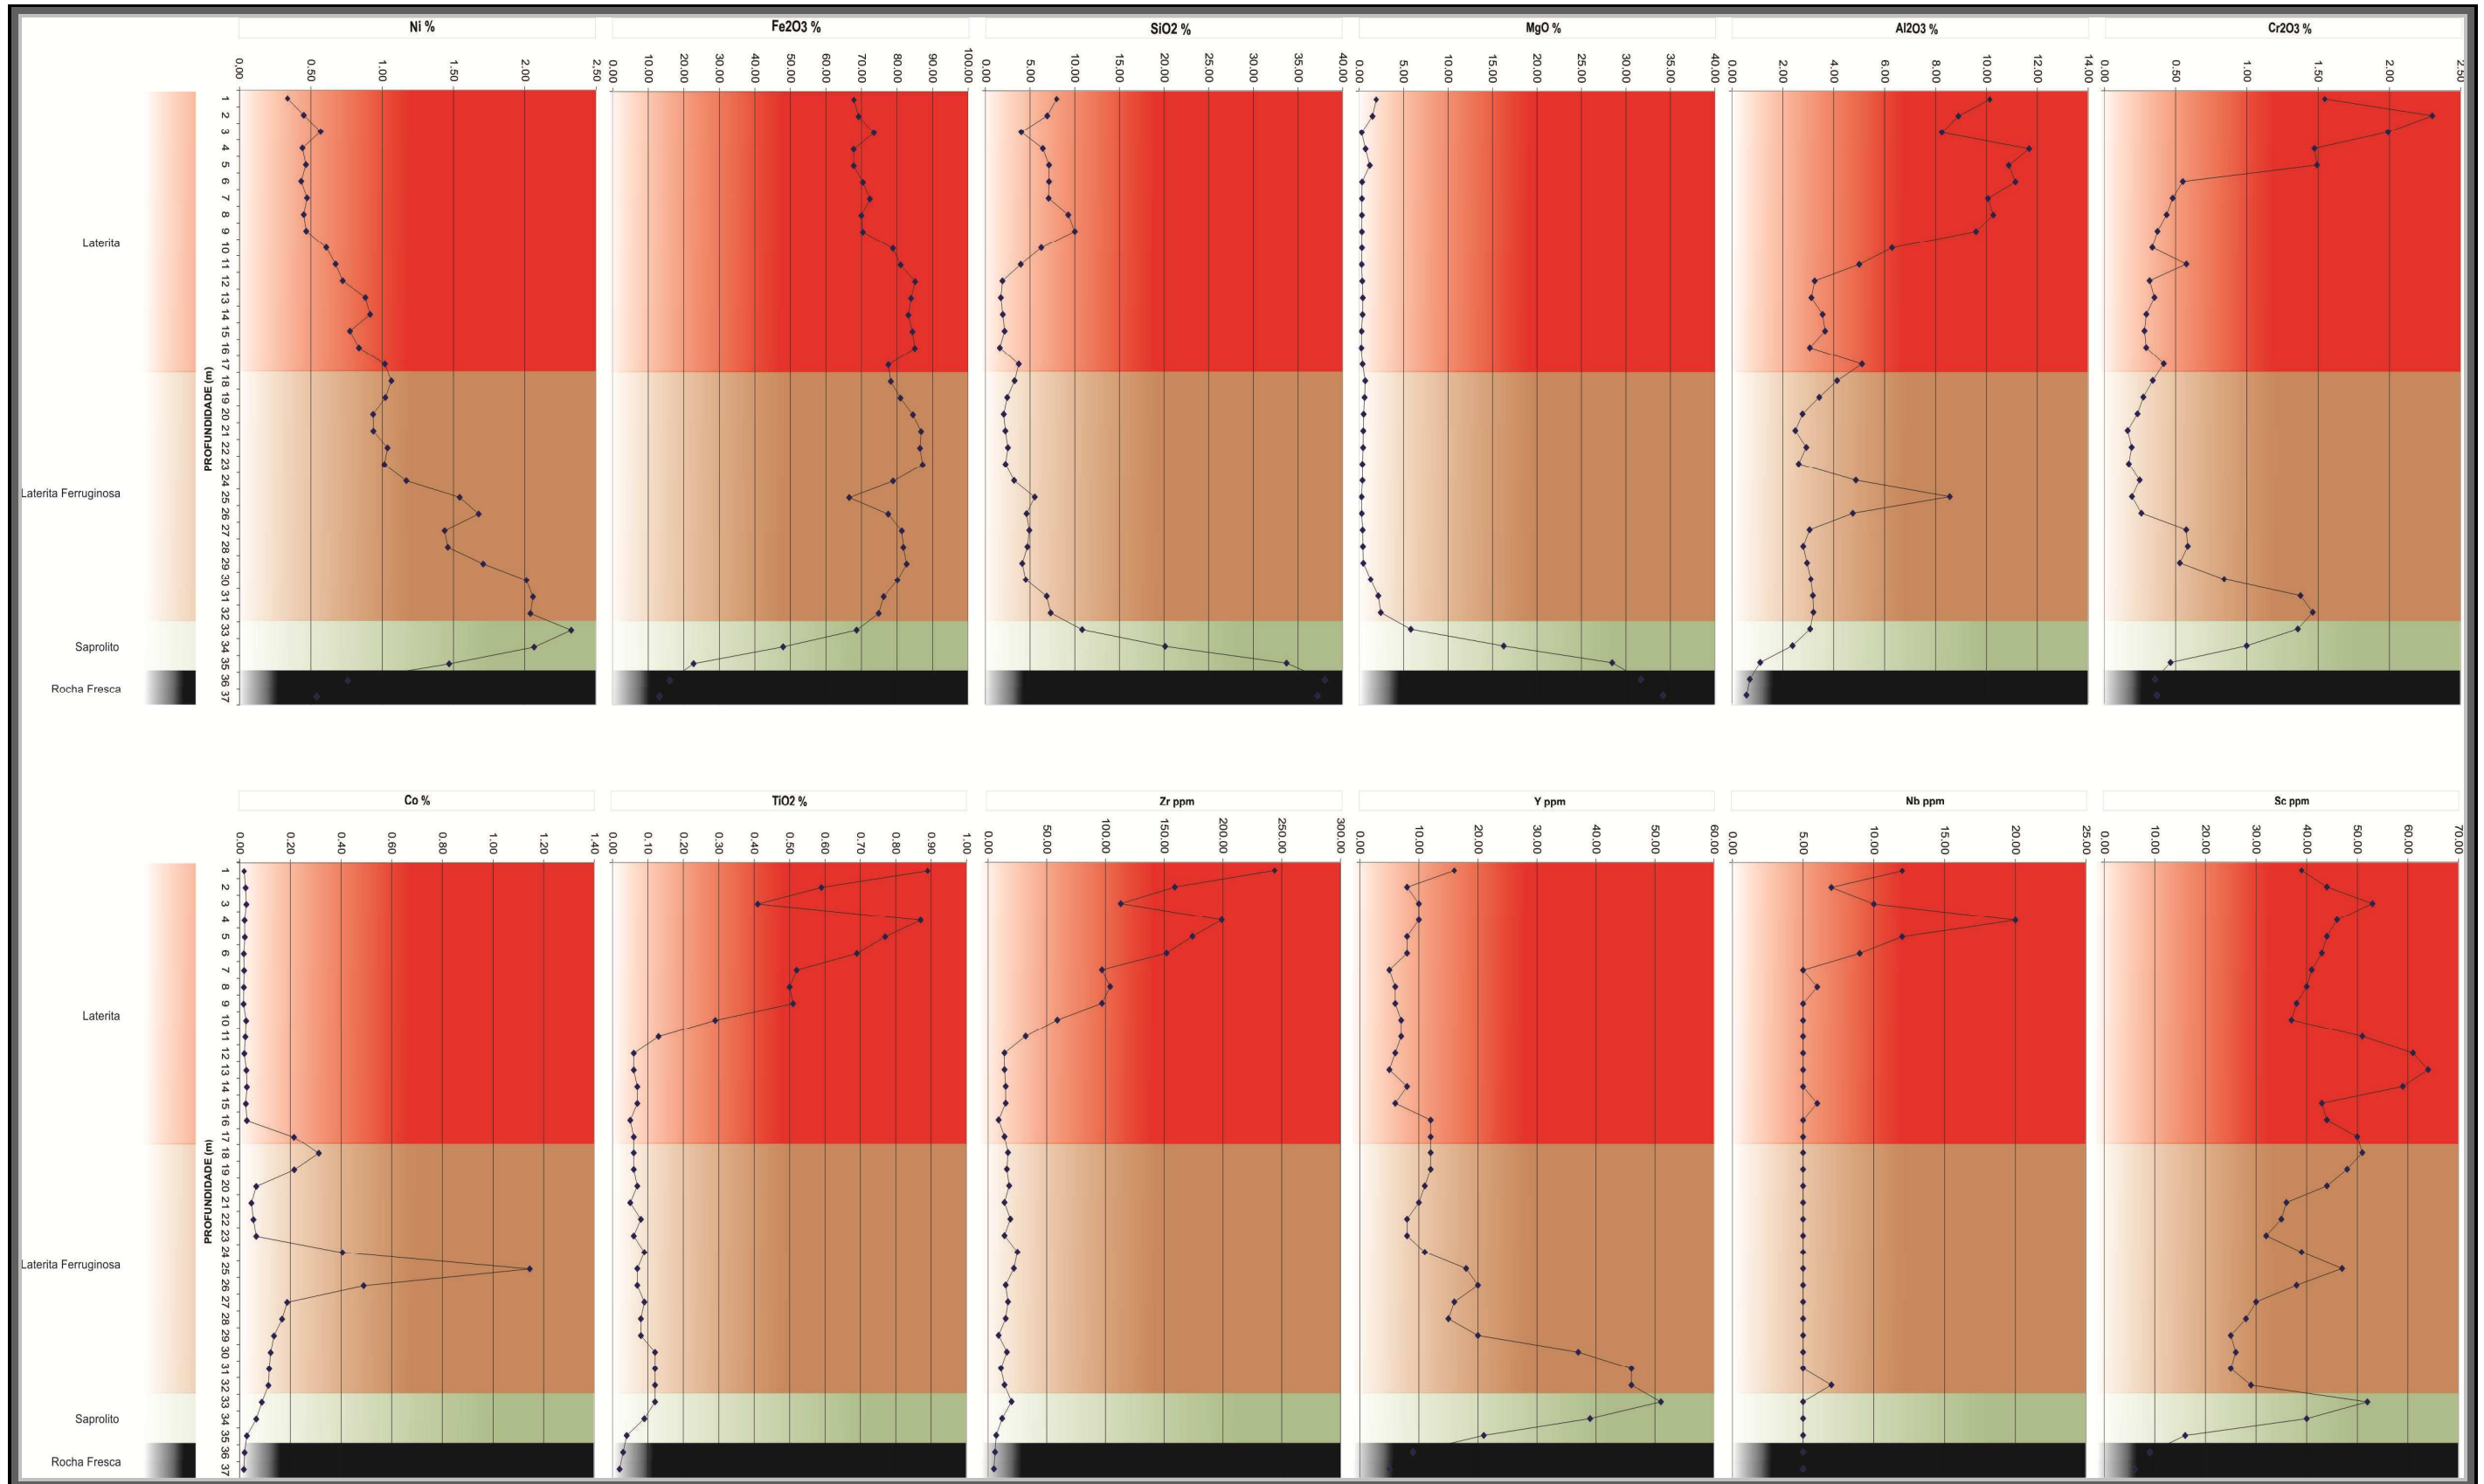 Ni %
Fe2O3 %
SiO2 %
MgO %
Al2O3 %
Cr2O3 %
0,00 0.50 1.00 1.50 2.00 2.50
0.00 10.00 20.00 30.00 40.00 50.00 60.00 70.00 80.00 90.00 100.00
0.00 5.00 10.00 15.00 20.00 25.00 30.00 35.00 40.00
0.00 5.00 10.00 15.00 20.00 25.00 30.00 35.00 40.00
0.00 2.00 4.00 6.00 8.00 10.00 12.00 14.00
0.00 0.50 1.00 1.50 2.00 2.50
Laterita
Laterita Ferruginosa
Saprolito
Rocha Fresca
PROFUNDIDADE (m)
1
2
3
4
5
6
7
8
9
10
11
12
13
14
15
16
17
18
19
20
21
22
23
24
25
26
27
28
29
30
31
32
33
34
35
36
37
Co %
TiO2 %
Zr ppm
Y ppm
Nb ppm
Sc ppm
0.00 0.20 0.40 0.60 0.80 1.00 1.20 1.40
0.00 0.10 0.20 0.30 0.40 0.50 0.60 0.70 0.80 0.90 1.00
0.00 50.00 100.00 150.00 200.00 250.00 300.00
0.00 10.00 20.00 30.00 40.00 50.00 60.00
0.00 5.00 10.00 15.00 20.00 25.00
0.00 10.00 20.00 30.00 40.00 50.00 60.00 70.00
Laterita
Laterita Ferruginosa
Saprolito
Rocha Fresca
PROFUNDIDADE (m)
1
2
3
4
5
6
7
8
9
10
11
12
13
14
15
16
17
18
19
20
21
22
23
24
25
26
27
28
29
30
31
32
33
34
35
36
37